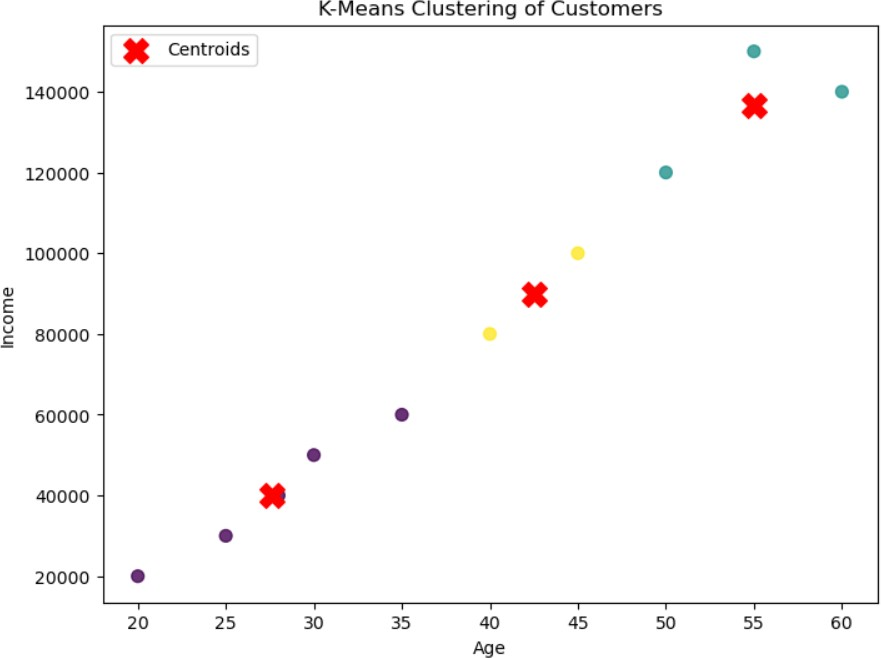 K-Means Clustering of Customers
Centroids
140000
120000
100000
80000
60000
40000
20000
Income
20 25 30 35 40 45 50 55 60
Age